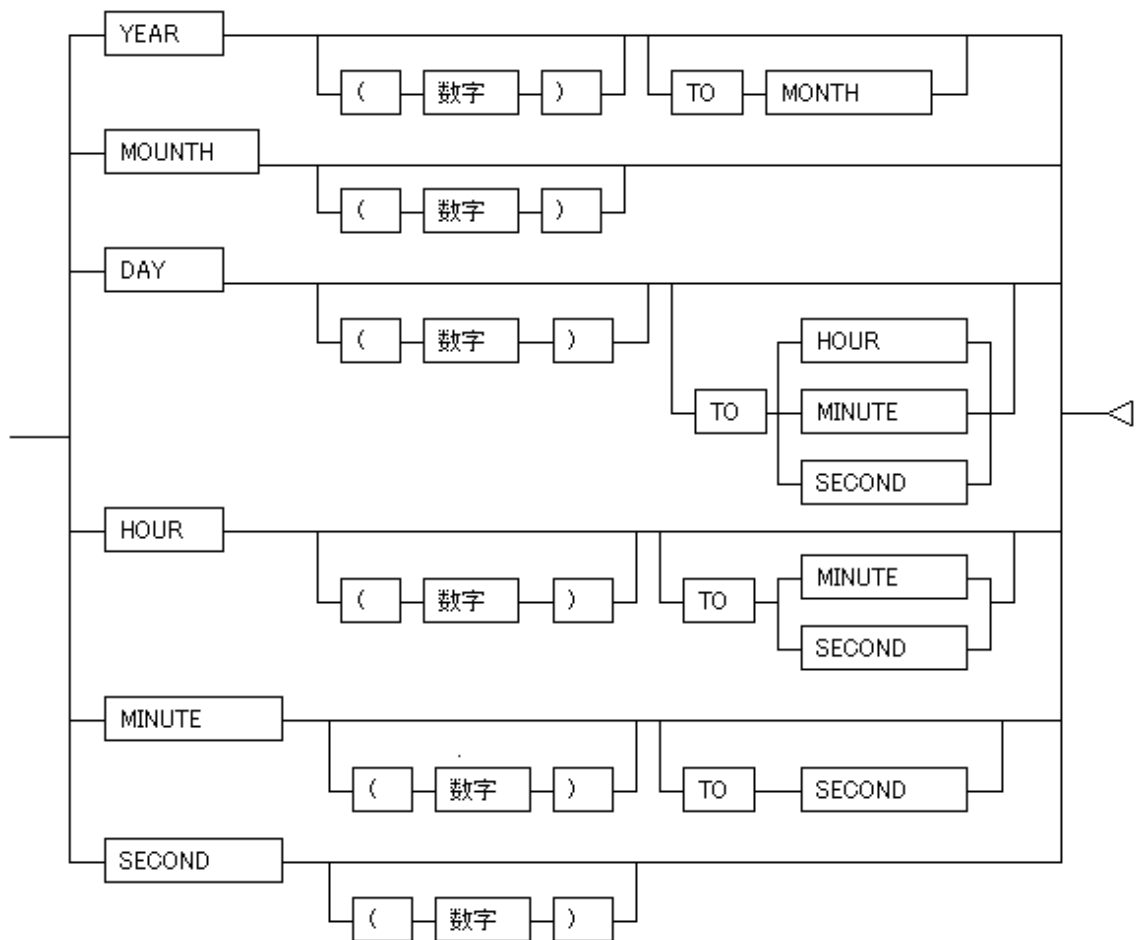 YEAR
( 数字 ) TO MONTH
MOUNTH
( 数字 )
DAY
( 数字 )
HOUR
TO MINUTE
SECOND
HOUR
( 数字 ) TO
MINUTE
SECOND
MINUTE
( 数字 ) TO SECOND
SECOND
( 数字 )